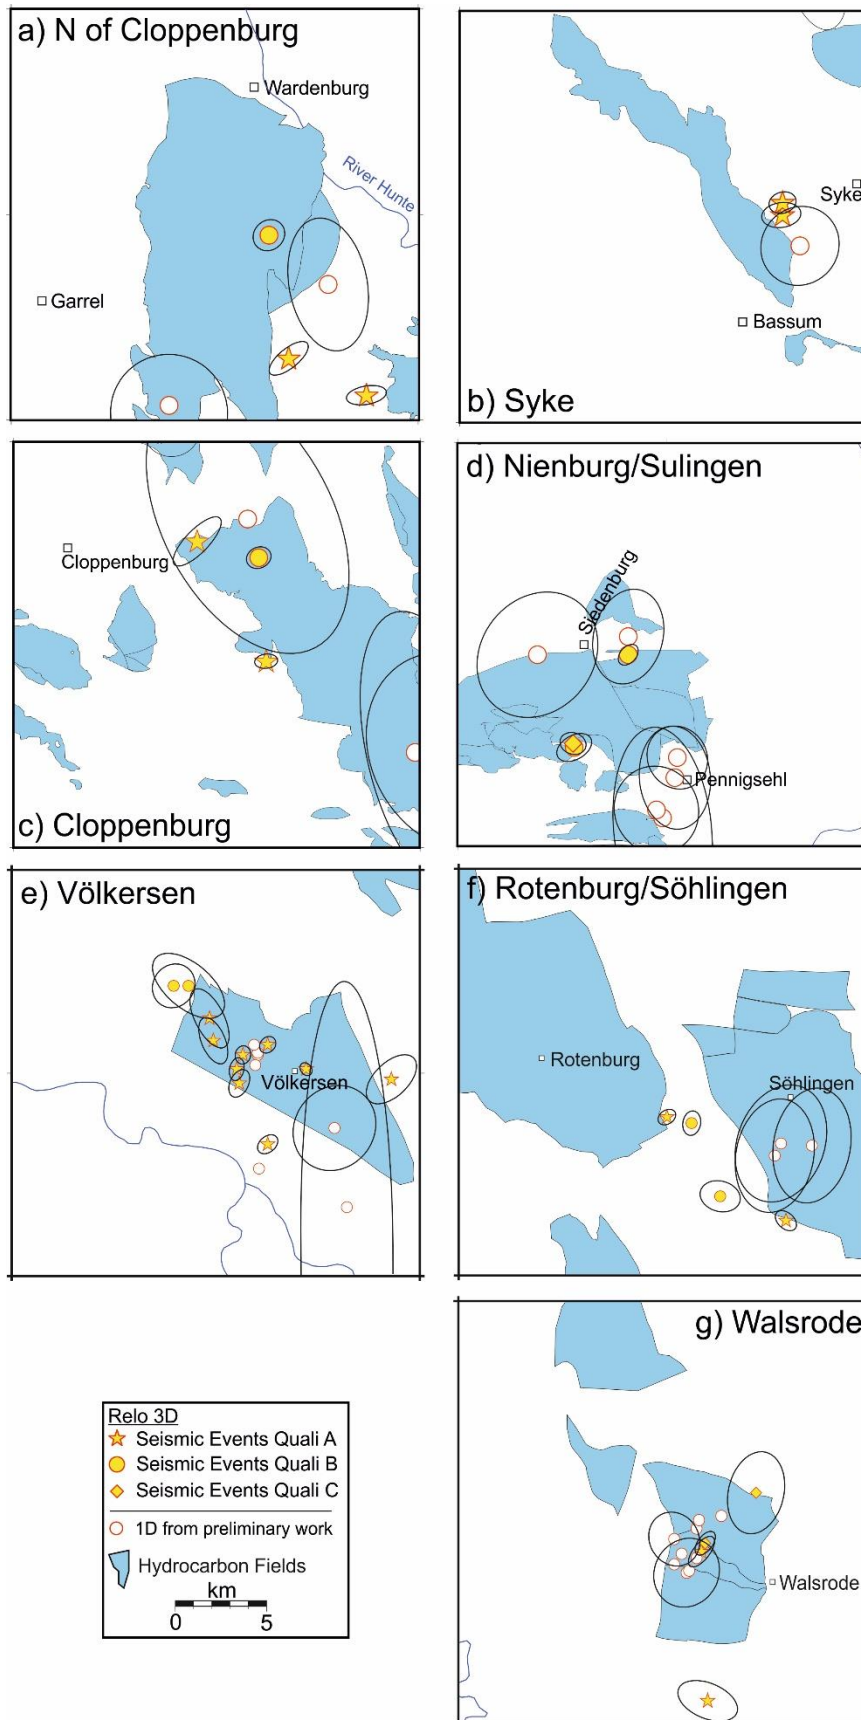 a) N of Cloppenburg
Wardenburg
River Hunte
Garrel
Syke
Bassum
b) Syke
Cloppenburg
c) Cloppenburg
d) Nienburg/Sulingen
Siedenburg
Pennigsehl
e) Völkersen
Völkersen
f) Rotenburg/Söhlingen
Rotenburg
Söhlingen
g) Walsrode
Walsrode
Relo 3D
Seismic Events Quali A
Seismic Events Quali B
Seismic Events Quali C
1D from preliminary work
Hydrocarbon Fields
km
0 5